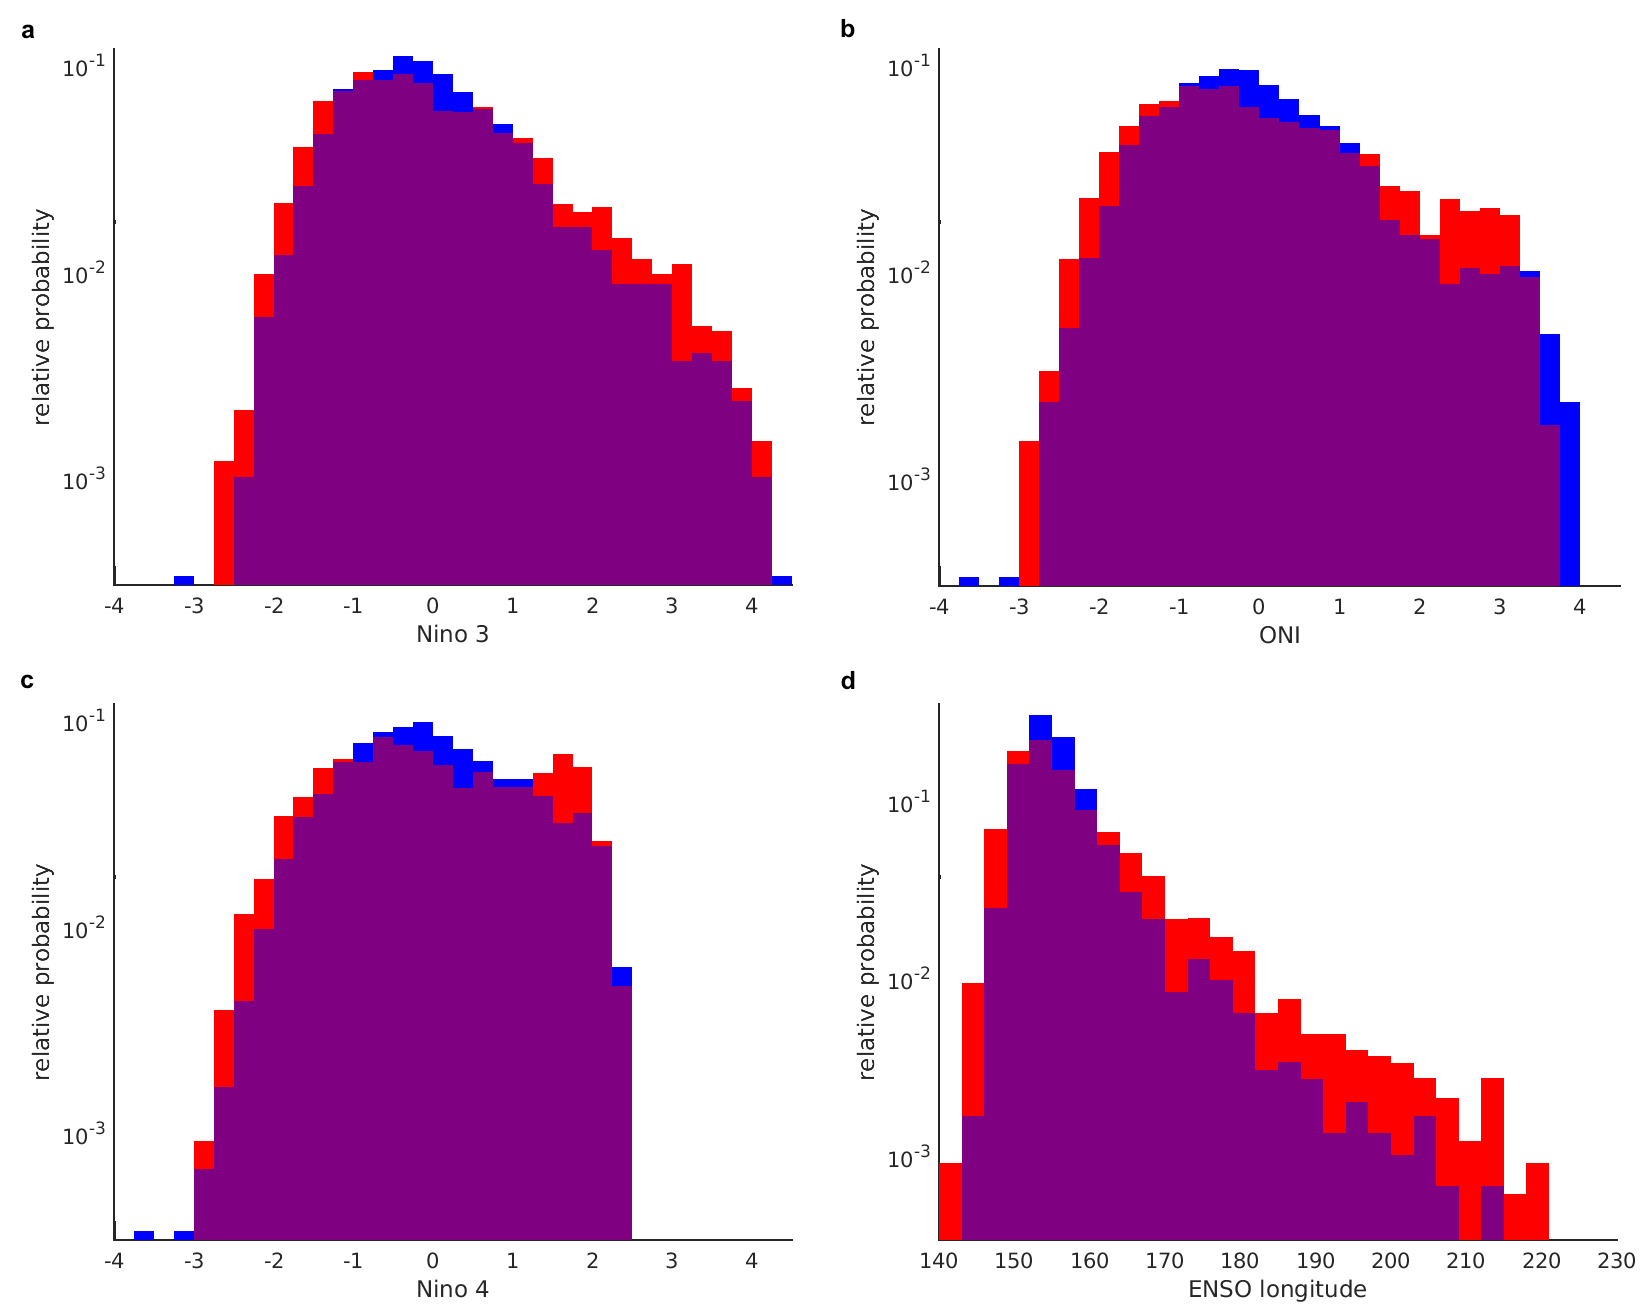 a
relative probability
10^-1
10^-2
10^-3
-4 -3 -2 -1 0 1 2 3 4
Nino 3
b
relative probability
10^-1
10^-2
10^-3
-4 -3 -2 -1 0 1 2 3 4
ONI
c
relative probability
10^-1
10^-2
10^-3
-4 -3 -2 -1 0 1 2 3 4
Nino 4
d
relative probability
10^-1
10^-2
10^-3
140 150 160 170 180 190 200 210 220 230
ENSO longitude